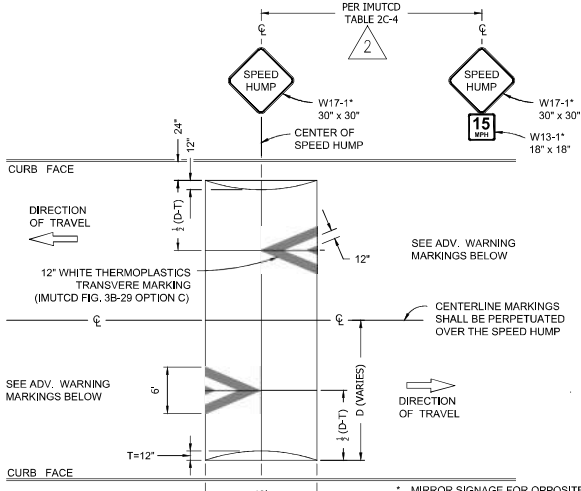 PER IMUTCD
TABLE 2C-4
℄
℄
2
SPEED
HUMP
SPEED
HUMP
W17-1*
30" x 30"
W17-1*
30" x 30"
15
MPH
W13-1*
18" x 18"
CENTER OF
SPEED HUMP
24"
12"
CURB FACE
½ (D-T)
DIRECTION
OF TRAVEL
12"
SEE ADV. WARNING
MARKINGS BELOW
12" WHITE THERMOPLASTICS
TRANSVERE MARKING
(IMUTCD FIG. 3B-29 OPTION C)
℄
℄
CENTERLINE MARKINGS
SHALL BE PERPETUATED
OVER THE SPEED HUMP
SEE ADV. WARNING
MARKINGS BELOW
6'
D (VARIES)
½ (D-T)
DIRECTION
OF TRAVEL
T=12"
CURB FACE
* MIRROR SIGNAGE FOR OPPOSITE